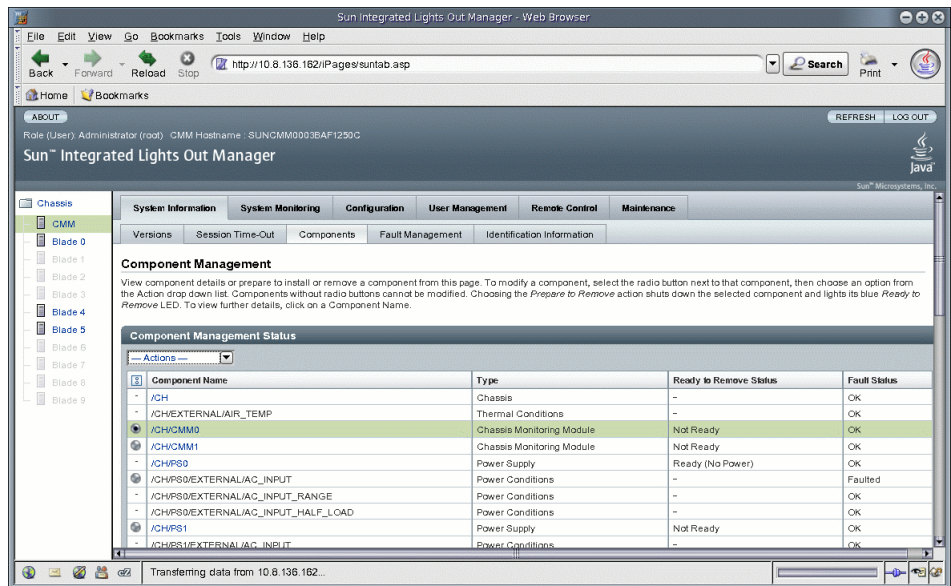 Sun Integrated Lights Out Manager - Web Browser
File Edit View Go Bookmarks Tools Window Help
Back Forward Reload Stop http://10.8.136.162/iPages/suntab.asp Search Print
Home Bookmarks
ABOUT REFRESH LOG OUT
Role (User): Administrator (root) CMM Hostname : SUNCMM0003BAF1250C
Sun™ Integrated Lights Out Manager
Java
Sun™ Microsystems, Inc.
Chassis
CMM
Blade 0
Blade 1
Blade 2
Blade 3
Blade 4
Blade 5
Blade 6
Blade 7
Blade 8
Blade 9
System Information System Monitoring Configuration User Management Remote Control Maintenance
Versions Session Time-Out Components Fault Management Identification Information
Component Management
View component details or prepare to install or remove a component from this page. To modify a component, select the radio button next to that component, then choose an option from
the Action drop down list. Components without radio buttons cannot be modified. Choosing the Prepare to Remove action shuts down the selected component and lights its blue Ready to
Remove LED. To view further details, click on a Component Name.
Component Management Status
— Actions —
Component Name Type Ready to Remove Status Fault Status
- /CH Chassis - OK
- /CH/EXTERNAL/AIR_TEMP Thermal Conditions - OK
/CH/CMM0 Chassis Monitoring Module Not Ready OK
/CH/CMM1 Chassis Monitoring Module Not Ready OK
- /CH/PS0 Power Supply Ready (No Power) OK
/CH/PS0/EXTERNAL/AC_INPUT Power Conditions - Faulted
- /CH/PS0/EXTERNAL/AC_INPUT_RANGE Power Conditions - OK
- /CH/PS0/EXTERNAL/AC_INPUT_HALF_LOAD Power Conditions - OK
/CH/PS1 Power Supply Not Ready OK
- /CH/PS1/EXTERNAL/AC_INPUT Power Conditions - OK
Transferring data from 10.8.136.162...